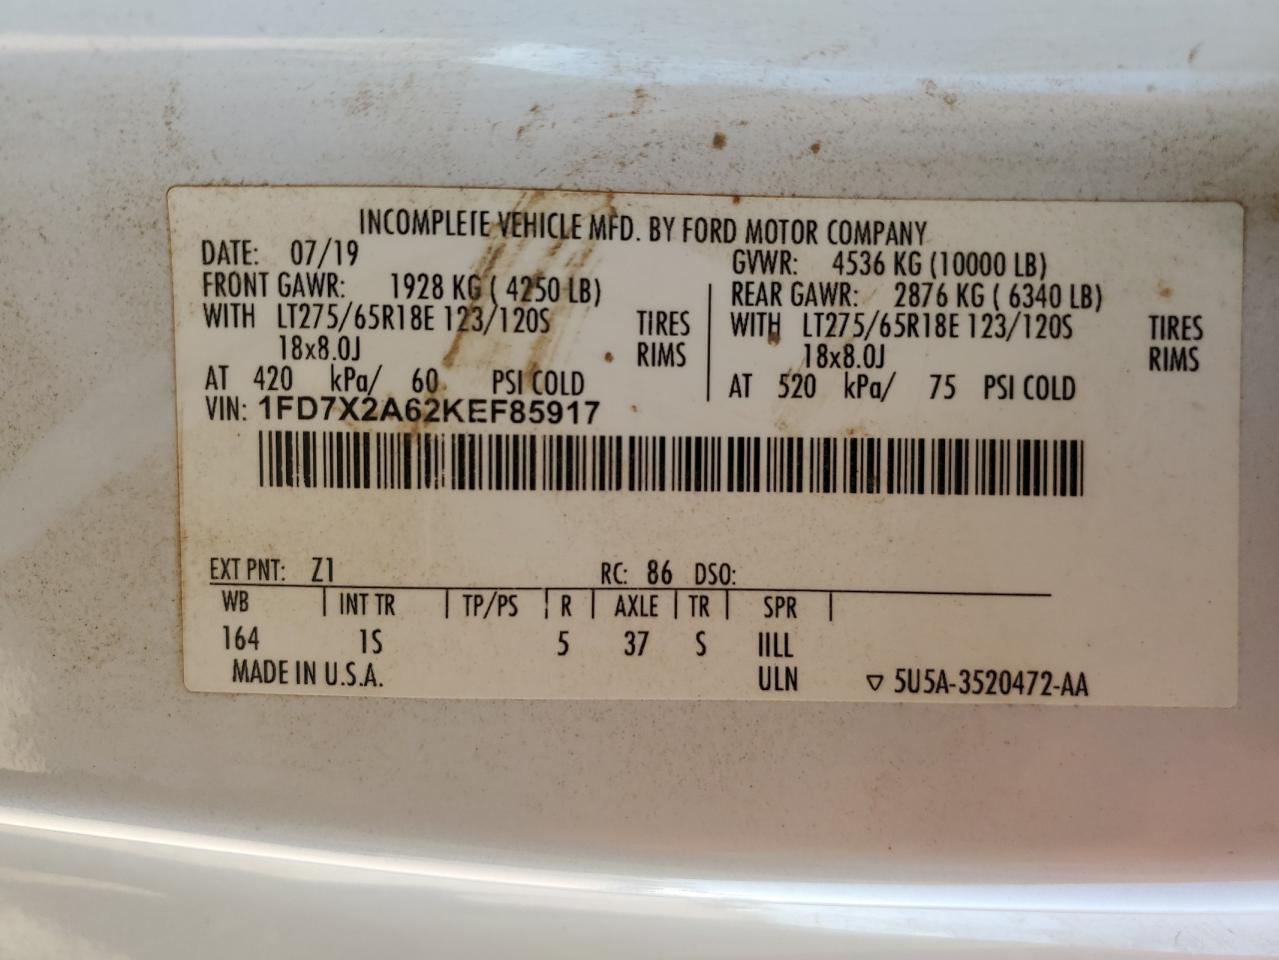 INCOMPLETE VEHICLE MFD. BY FORD MOTOR COMPANY
DATE: 07/19 GVWR: 4536 KG (10000 LB)
FRONT GAWR: 1928 KG ( 4250 LB) REAR GAWR: 2876 KG ( 6340 LB)
WITH LT275/65R18E 123/120S TIRES WITH LT275/65R18E 123/120S TIRES
18x8.0J RIMS 18x8.0J RIMS
AT 420 kPa/ 60 PSI COLD AT 520 kPa/ 75 PSI COLD
VIN: 1FD7X2A62KEF85917
EXT PNT: Z1 RC: 86 DSO:
WB INT TR TP/PS R AXLE TR SPR
164 1S 5 37 S IILL
MADE IN U.S.A. ULN ▽ 5U5A-3520472-AA